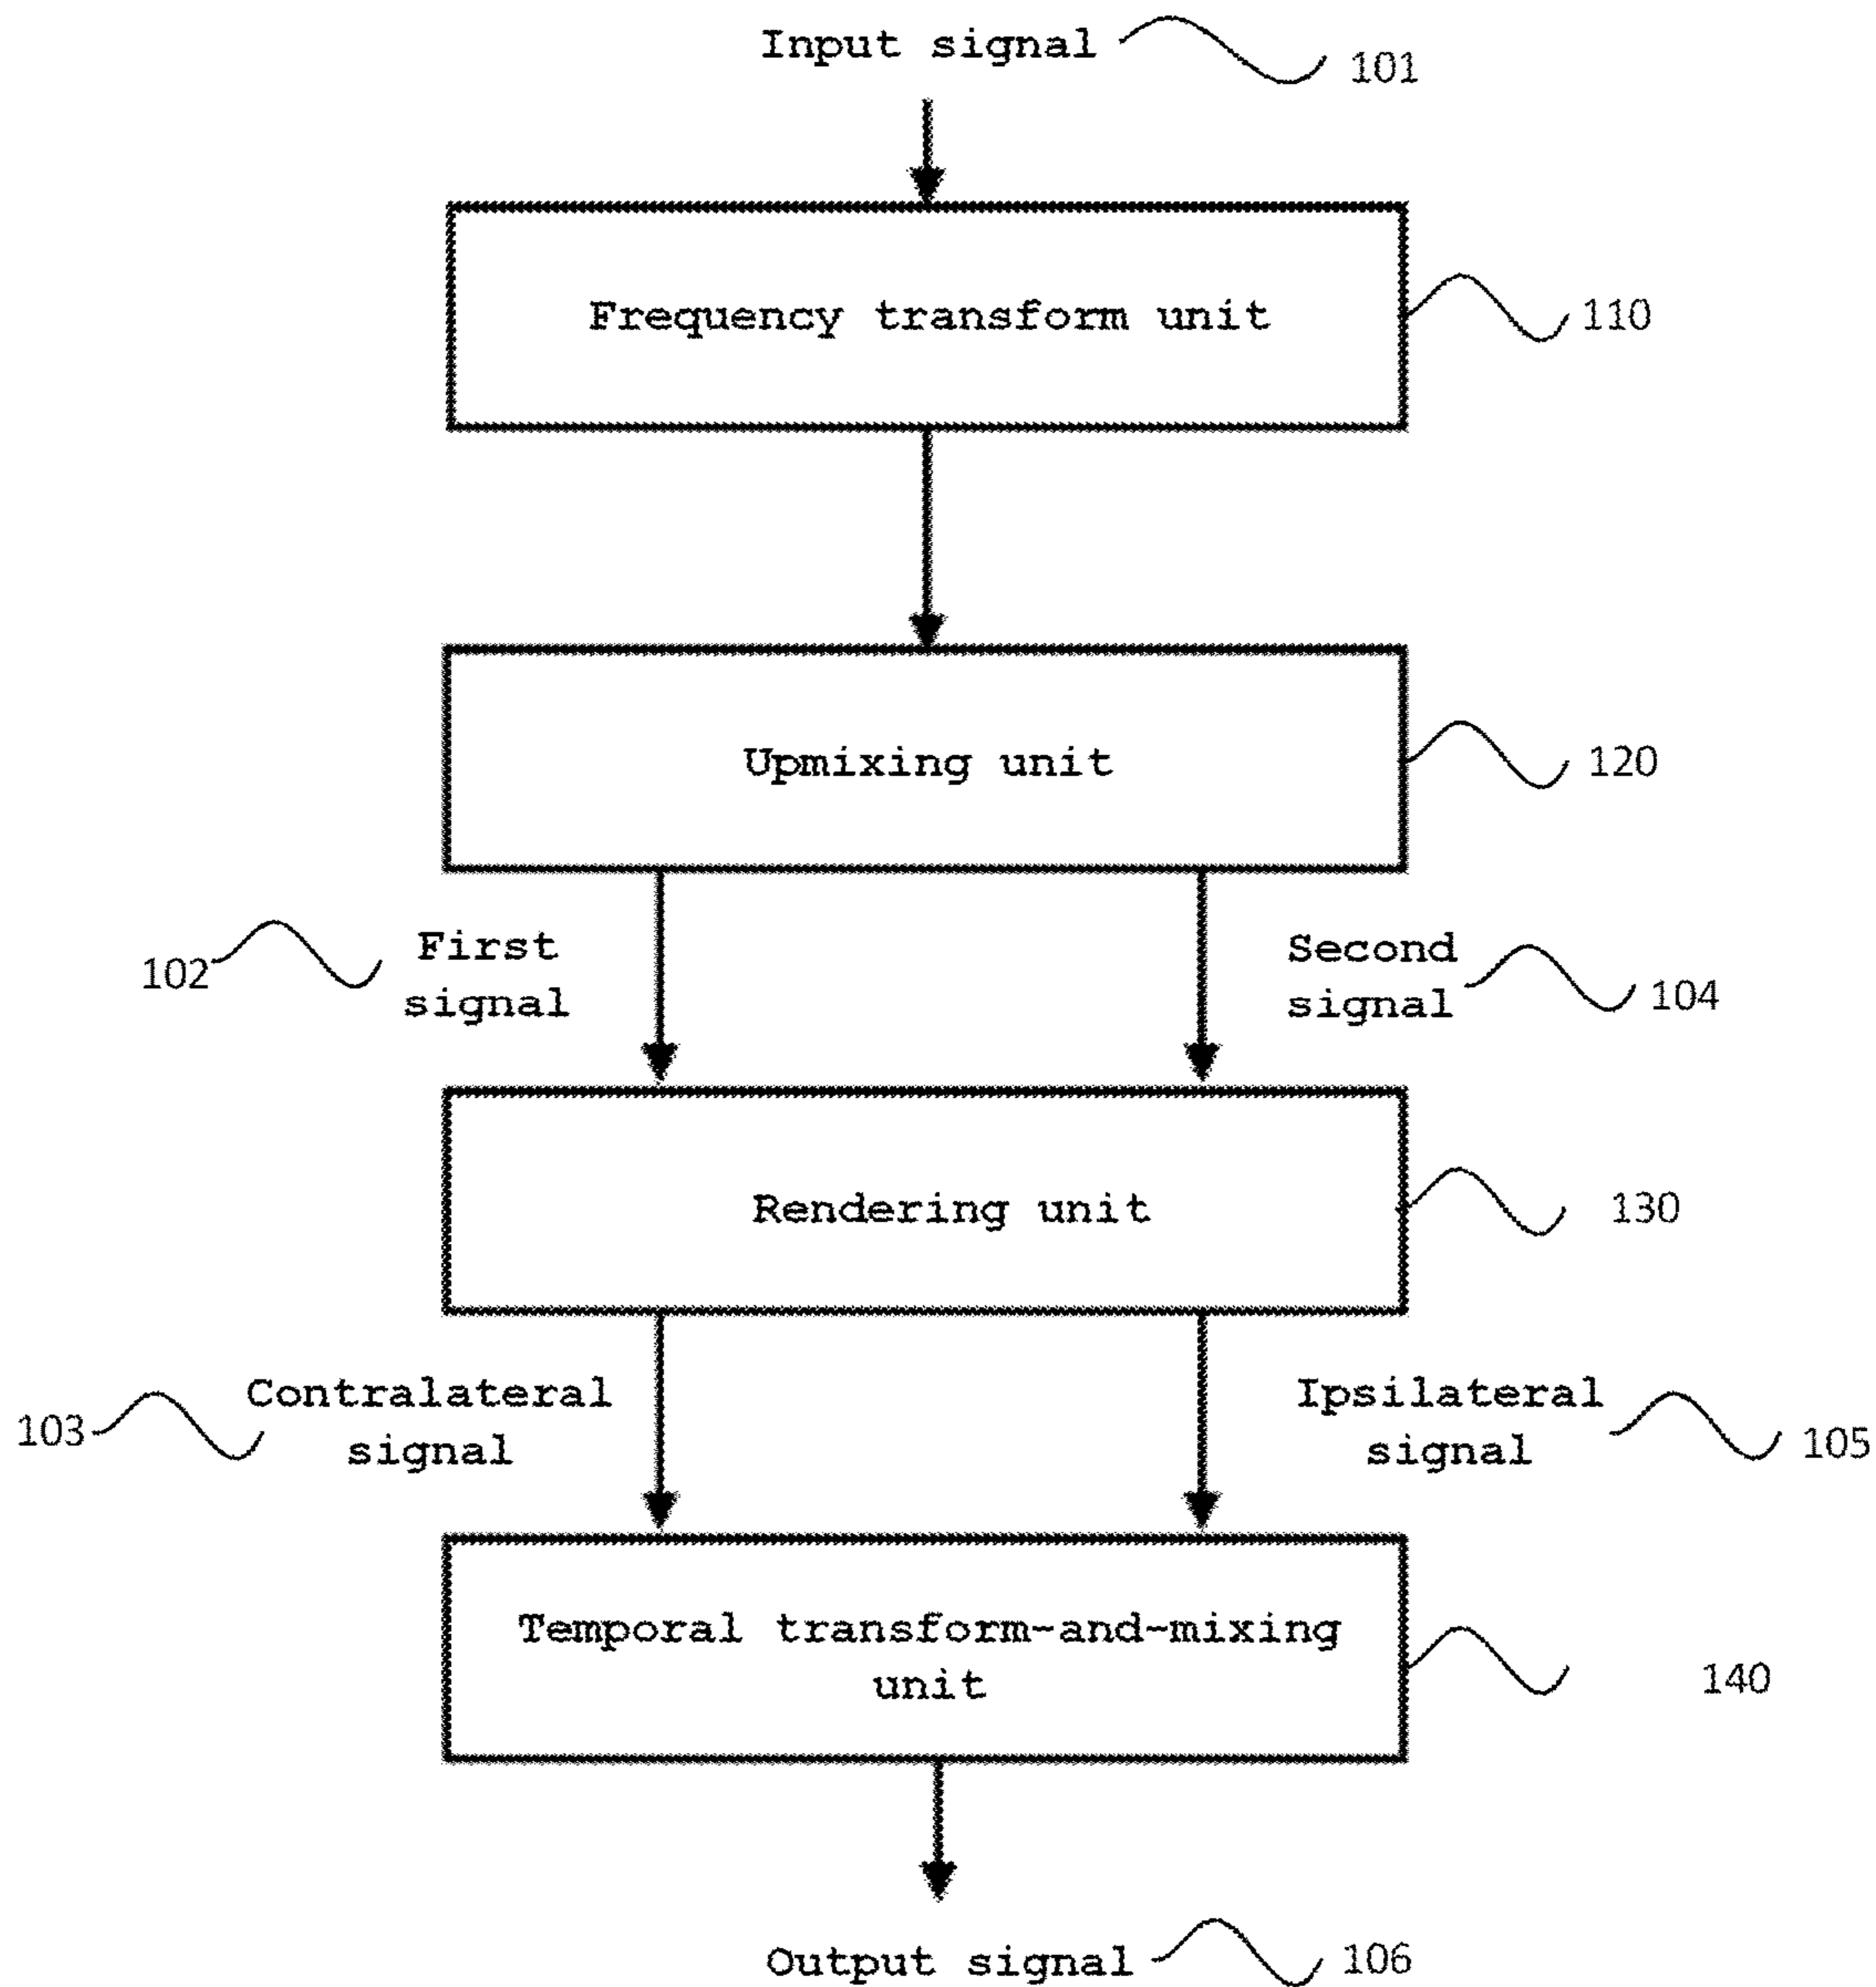 Input signal 101
Frequency transform unit 110
Upmixing unit 120
102 First signal
Second signal 104
Rendering unit 130
103 Contralateral signal
Ipsilateral signal 105
Temporal transform-and-mixing
unit
140
Output signal 106